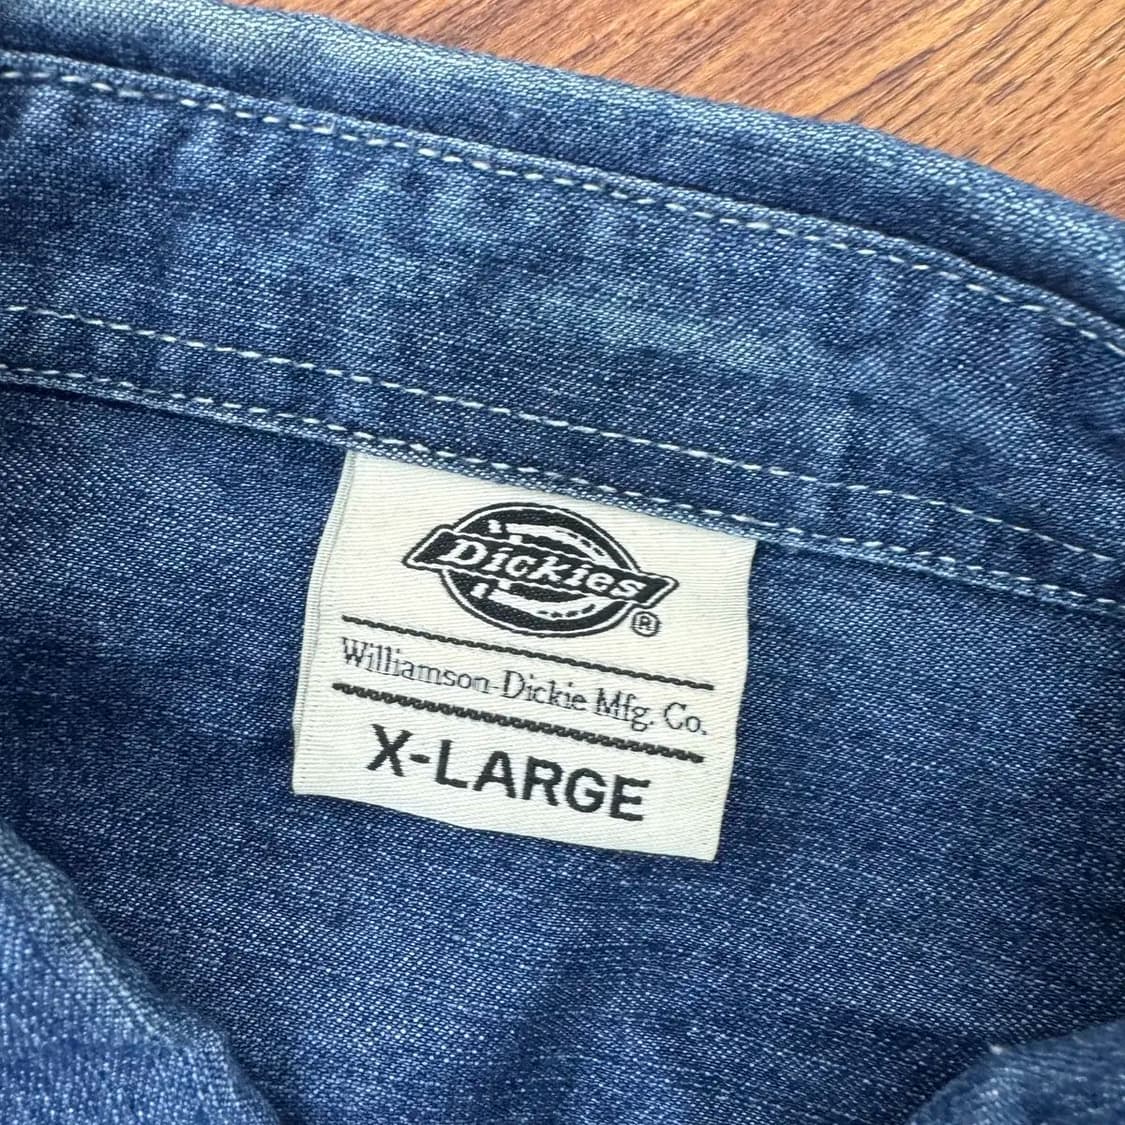 Dickies®
Williamson-Dickie Mfg. Co.
X-LARGE